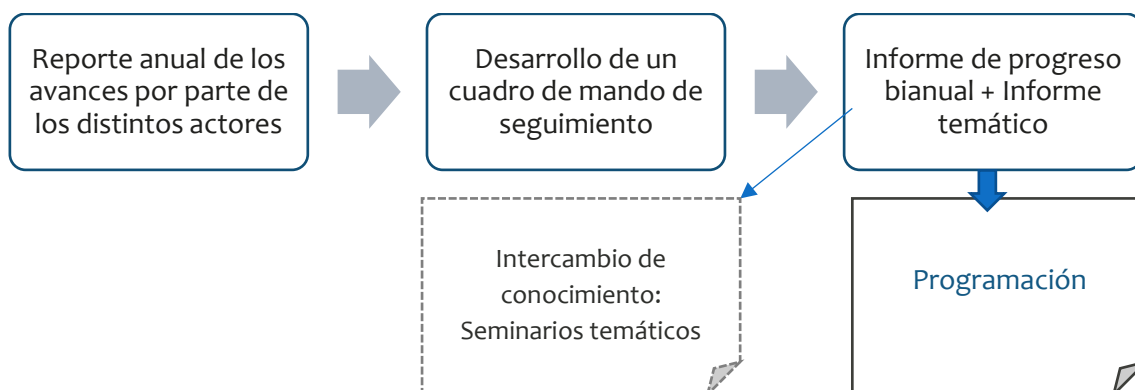 Reporte anual de los
avances por parte de
los distintos actores
Desarrollo de un
cuadro de mando de
seguimiento
Informe de progreso
bianual + Informe
temático
Intercambio de
conocimiento:
Seminarios temáticos
Programación